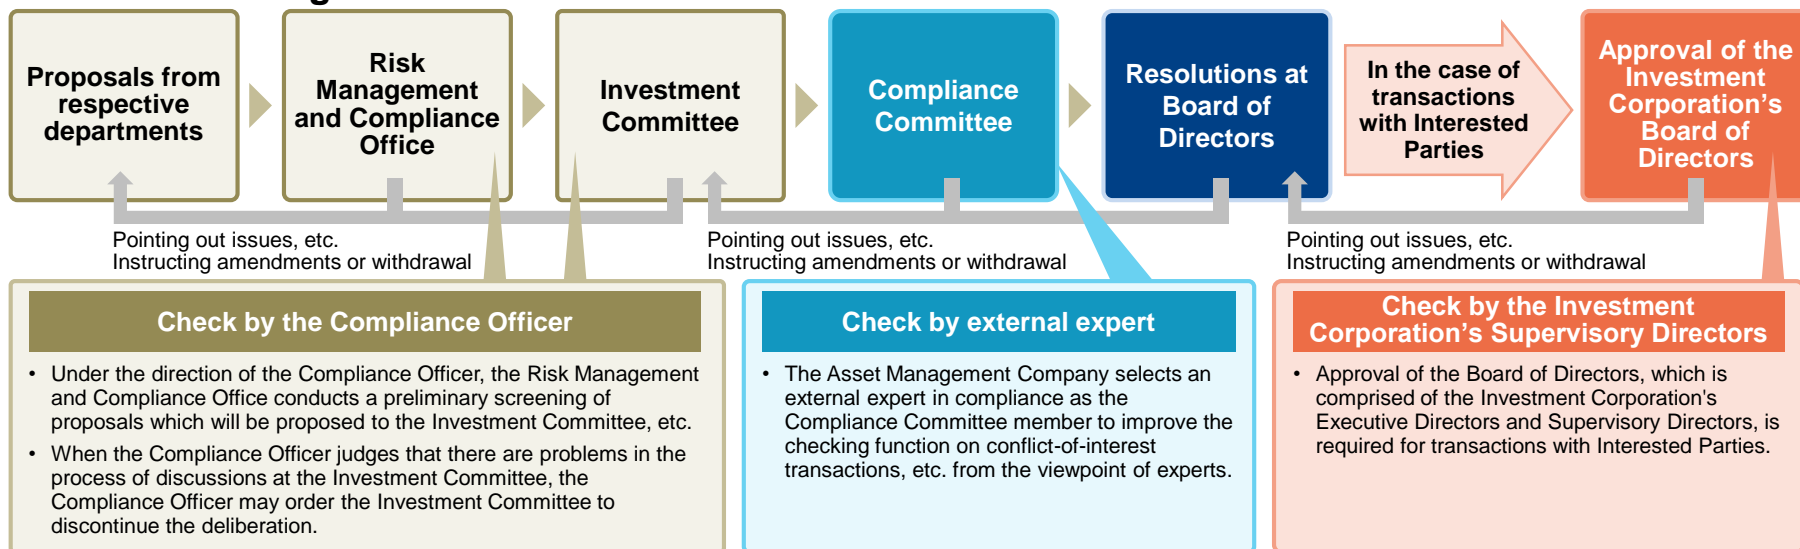 Proposals from
respective
departments
Risk
Management
and Compliance
Office
Investment
Committee
Compliance
Committee
Resolutions at
Board of
Directors
In the case of
transactions
with Interested
Parties
Approval of the
Investment
Corporation's
Board of
Directors
Pointing out issues, etc.
Instructing amendments or withdrawal
Pointing out issues, etc.
Instructing amendments or withdrawal
Pointing out issues, etc.
Instructing amendments or withdrawal
Check by the Compliance Officer
• Under the direction of the Compliance Officer, the Risk Management
and Compliance Office conducts a preliminary screening of
proposals which will be proposed to the Investment Committee, etc.
• When the Compliance Officer judges that there are problems in the
process of discussions at the Investment Committee, the
Compliance Officer may order the Investment Committee to
discontinue the deliberation.
Check by external expert
• The Asset Management Company selects an
external expert in compliance as the
Compliance Committee member to improve the
checking function on conflict-of-interest
transactions, etc. from the viewpoint of experts.
Check by the Investment
Corporation's Supervisory Directors
• Approval of the Board of Directors, which is
comprised of the Investment Corporation's
Executive Directors and Supervisory Directors, is
required for transactions with Interested Parties.